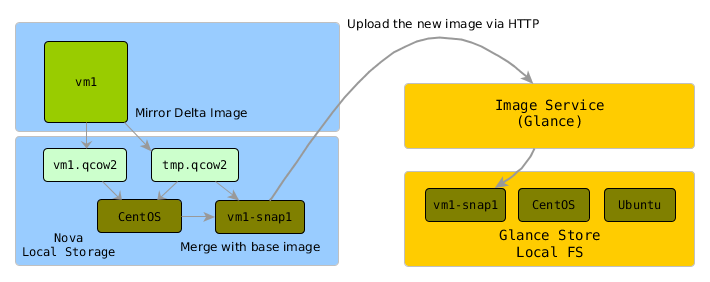 Upload the new image via HTTP
vm1
Mirror Delta Image
vm1.qcow2
tmp.qcow2
CentOS
vm1-snap1
Nova
Local Storage
Merge with base image
Image Service
(Glance)
vm1-snap1
CentOS
Ubuntu
Glance Store
Local FS